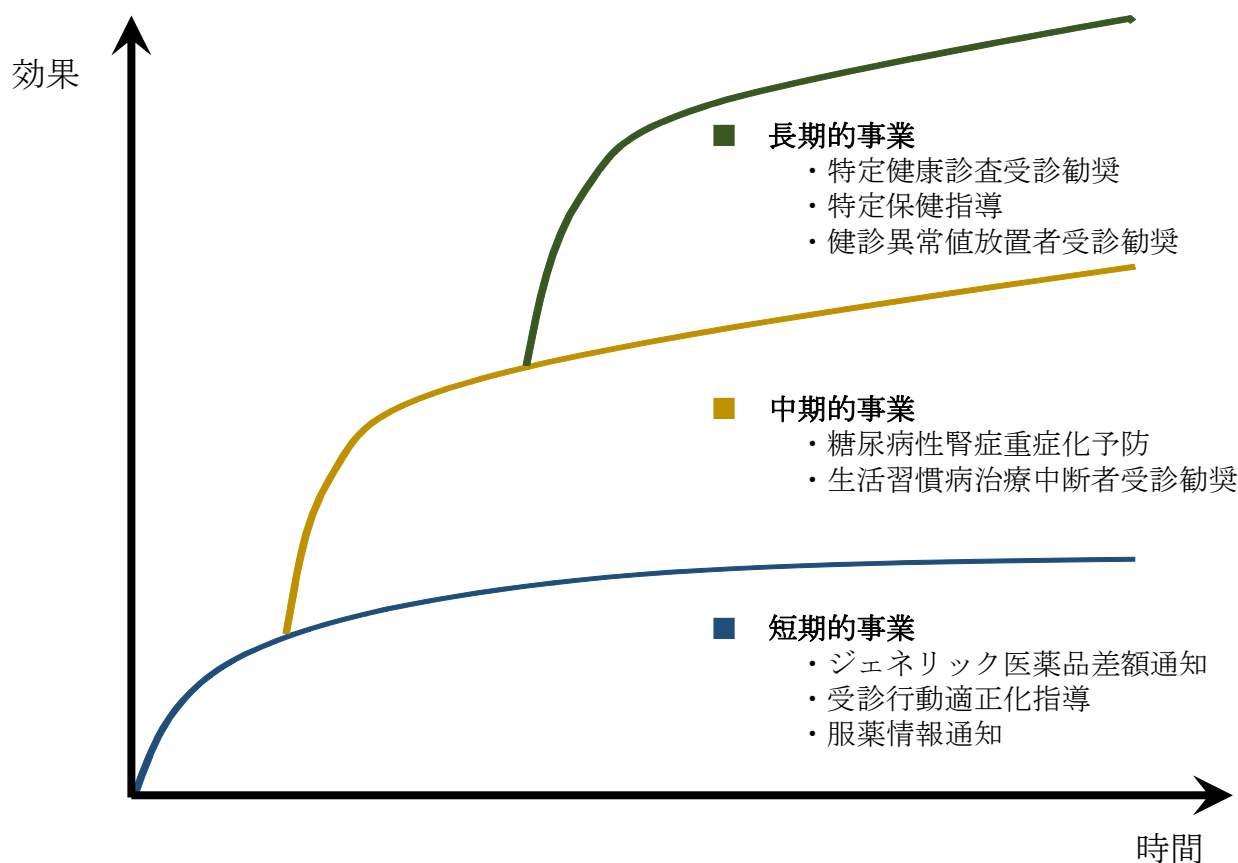 効果
■ 長期的事業
・特定健康診査受診勧奨
・特定保健指導
・健診異常値放置者受診勧奨
■ 中期的事業
・糖尿病性腎症重症化予防
・生活習慣病治療中断者受診勧奨
■ 短期的事業
・ジェネリック医薬品差額通知
・受診行動適正化指導
・服薬情報通知
時間